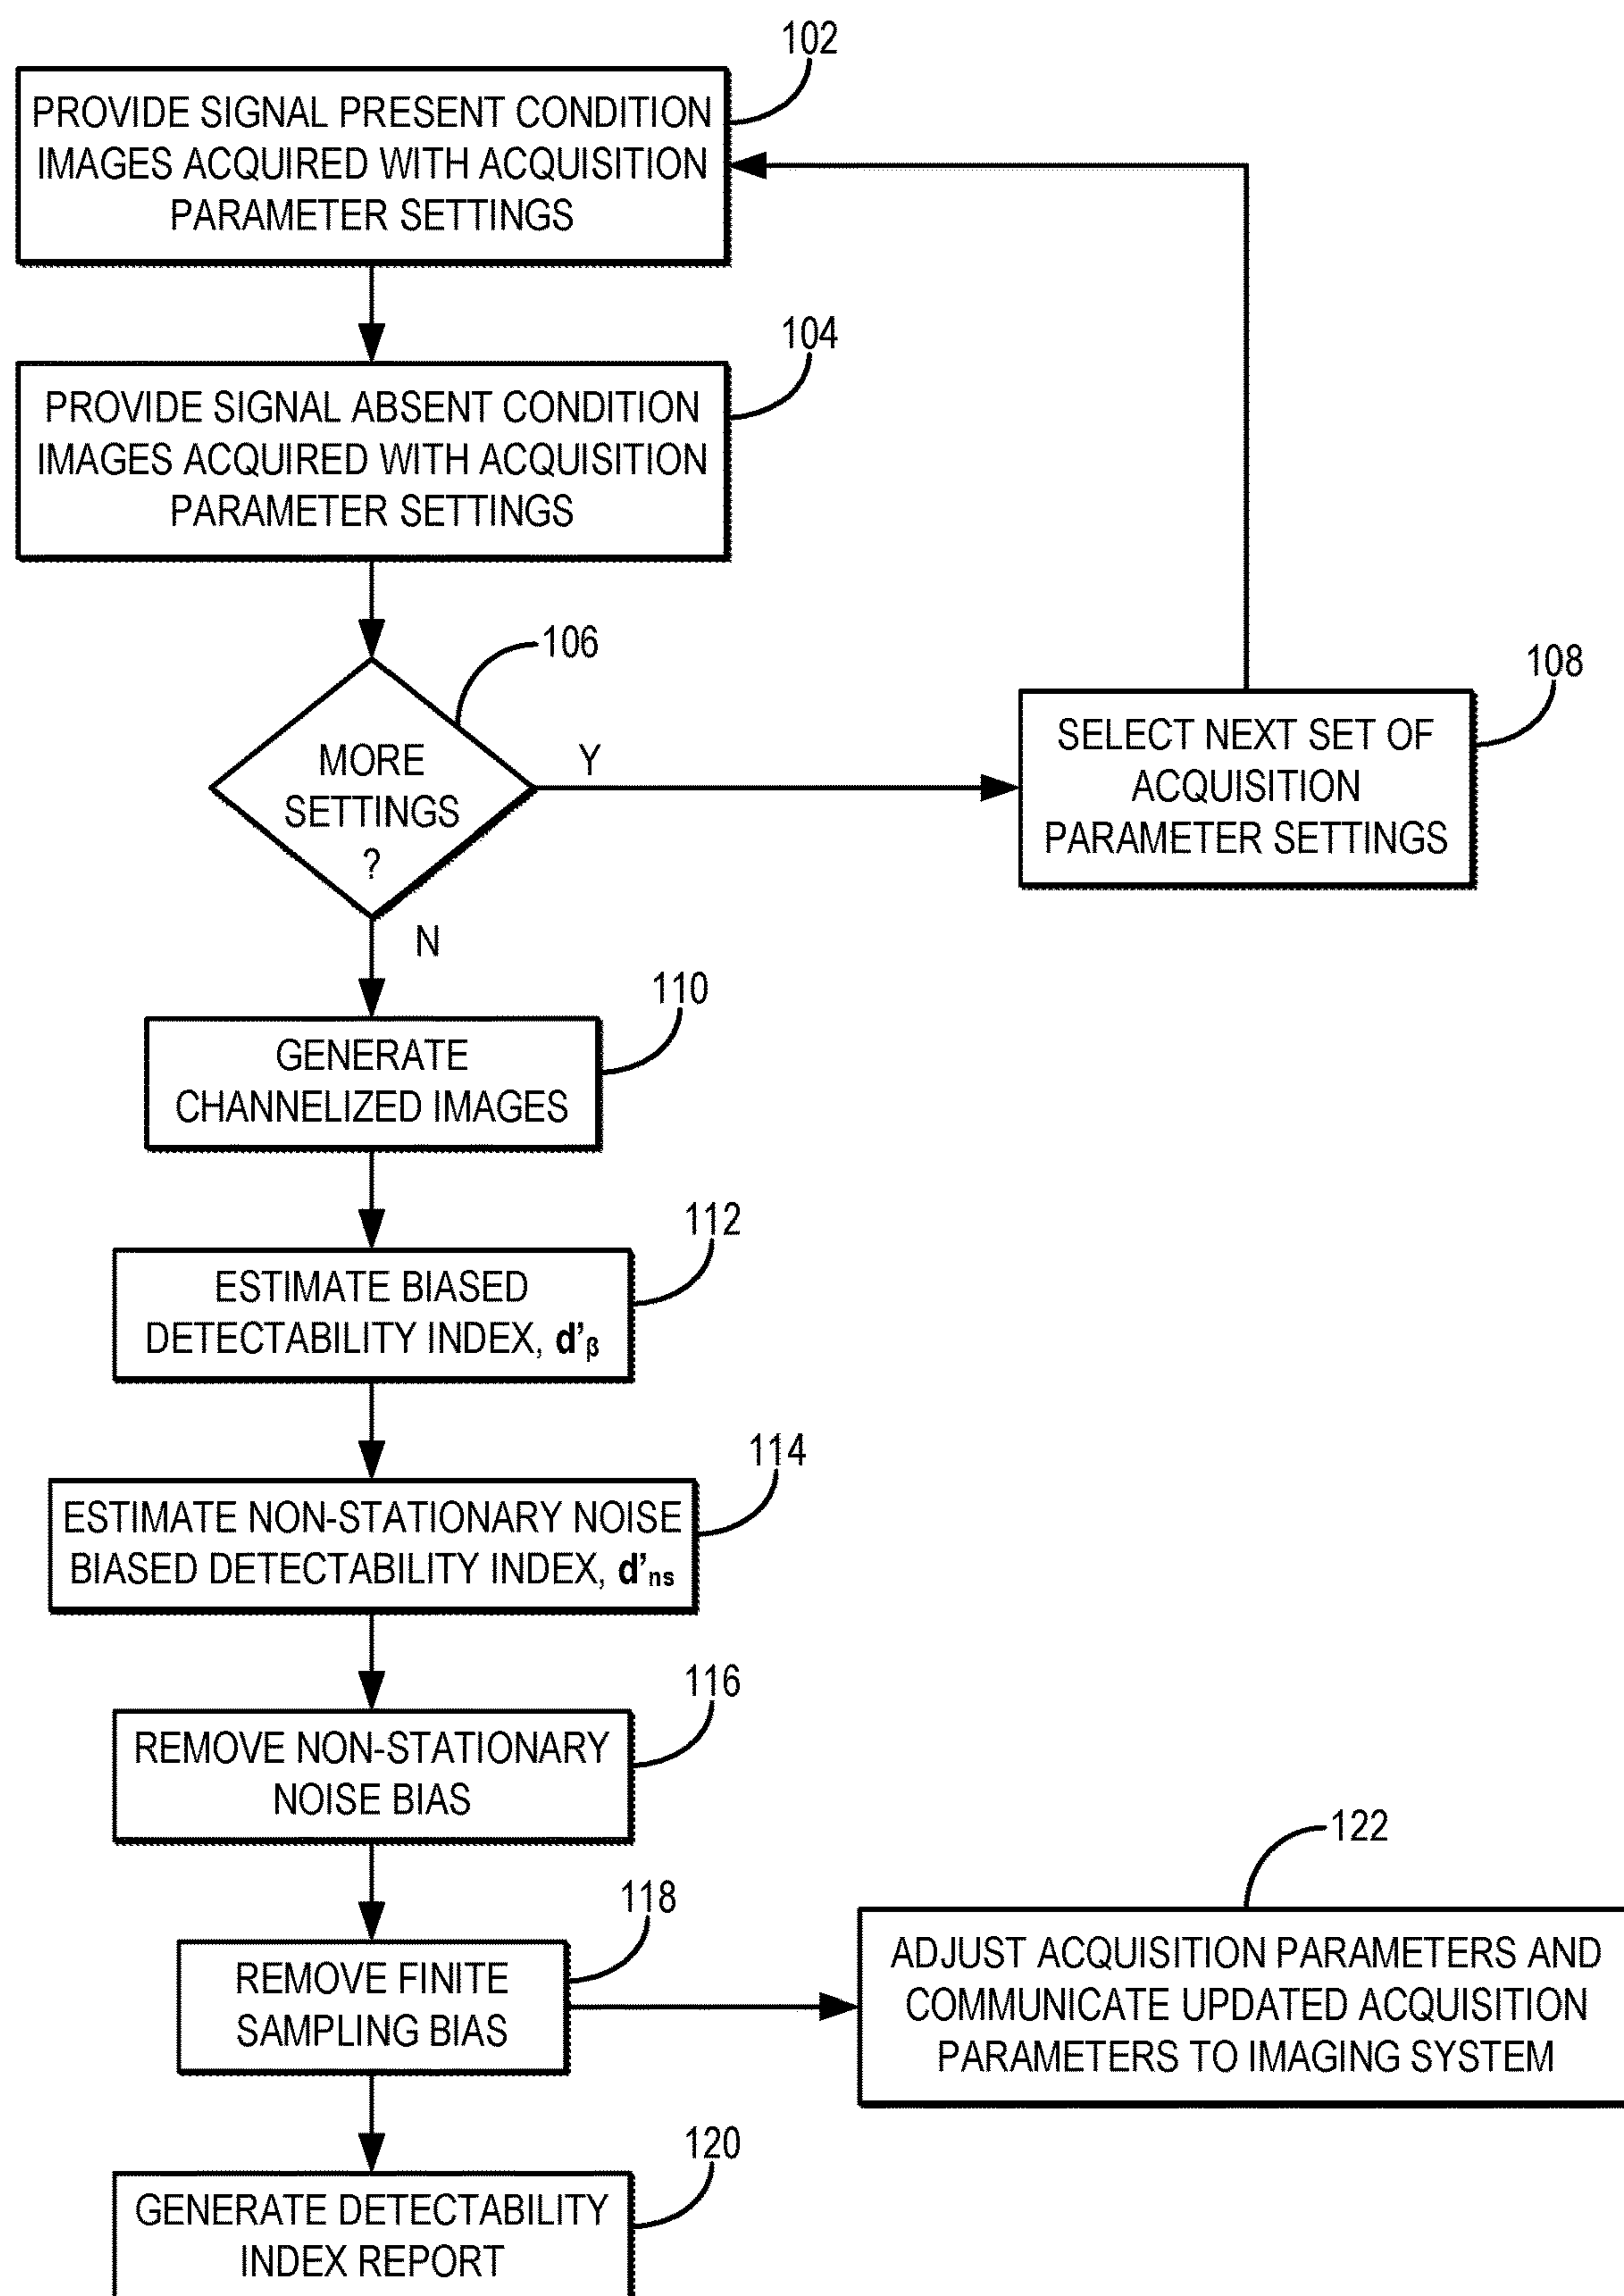 102
PROVIDE SIGNAL PRESENT CONDITION
IMAGES ACQUIRED WITH ACQUISITION
PARAMETER SETTINGS
104
PROVIDE SIGNAL ABSENT CONDITION
IMAGES ACQUIRED WITH ACQUISITION
PARAMETER SETTINGS
106
MORE
SETTINGS
?
Y
N
108
SELECT NEXT SET OF
ACQUISITION
PARAMETER SETTINGS
110
GENERATE
CHANNELIZED IMAGES
112
ESTIMATE BIASED
DETECTABILITY INDEX, d'β
114
ESTIMATE NON-STATIONARY NOISE
BIASED DETECTABILITY INDEX, d'ns
116
REMOVE NON-STATIONARY
NOISE BIAS
118
REMOVE FINITE
SAMPLING BIAS
122
ADJUST ACQUISITION PARAMETERS AND
COMMUNICATE UPDATED ACQUISITION
PARAMETERS TO IMAGING SYSTEM
120
GENERATE DETECTABILITY
INDEX REPORT